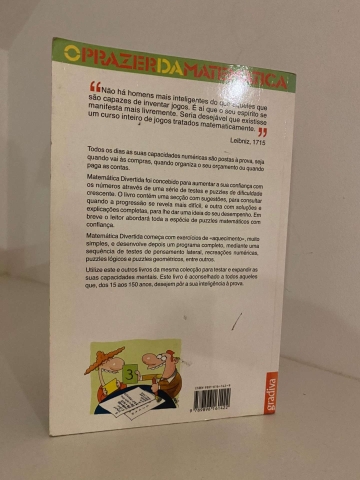 O PRAZER DA MATEMÁTICA
“Não há homens mais inteligentes do que aqueles que
são capazes de inventar jogos. É aí que o seu espírito se
manifesta mais livremente. Seria desejável que existisse
um curso inteiro de jogos tratados matematicamente.”
Leibniz, 1715
Todos os dias as suas capacidades numéricas são postas à prova, seja
quando vai às compras, quando organiza o seu orçamento ou quando
paga as contas.
Matemática Divertida foi concebido para aumentar a sua confiança com
os números através de uma série de testes e puzzles de dificuldade
crescente. O livro contém uma secção com sugestões, para consultar
quando a progressão se revela mais difícil, e outra com soluções e
explicações completas, para lhe dar uma ideia do seu desempenho. Em
breve o leitor abordará toda a espécie de puzzles matemáticos com
confiança.
Matemática Divertida começa com exercícios de «aquecimento», muito
simples, e desenvolve depois um programa completo, mediante uma
sequência de testes de pensamento lateral, recreações numéricas,
puzzles lógicos e puzzles geométricos, entre outros.
Utilize este e outros livros da mesma colecção para testar e expandir as
suas capacidades mentais. Este livro é aconselhado a todos aqueles
que, dos 15 aos 150 anos, desejem pôr a sua inteligência à prova.
3
gradiva